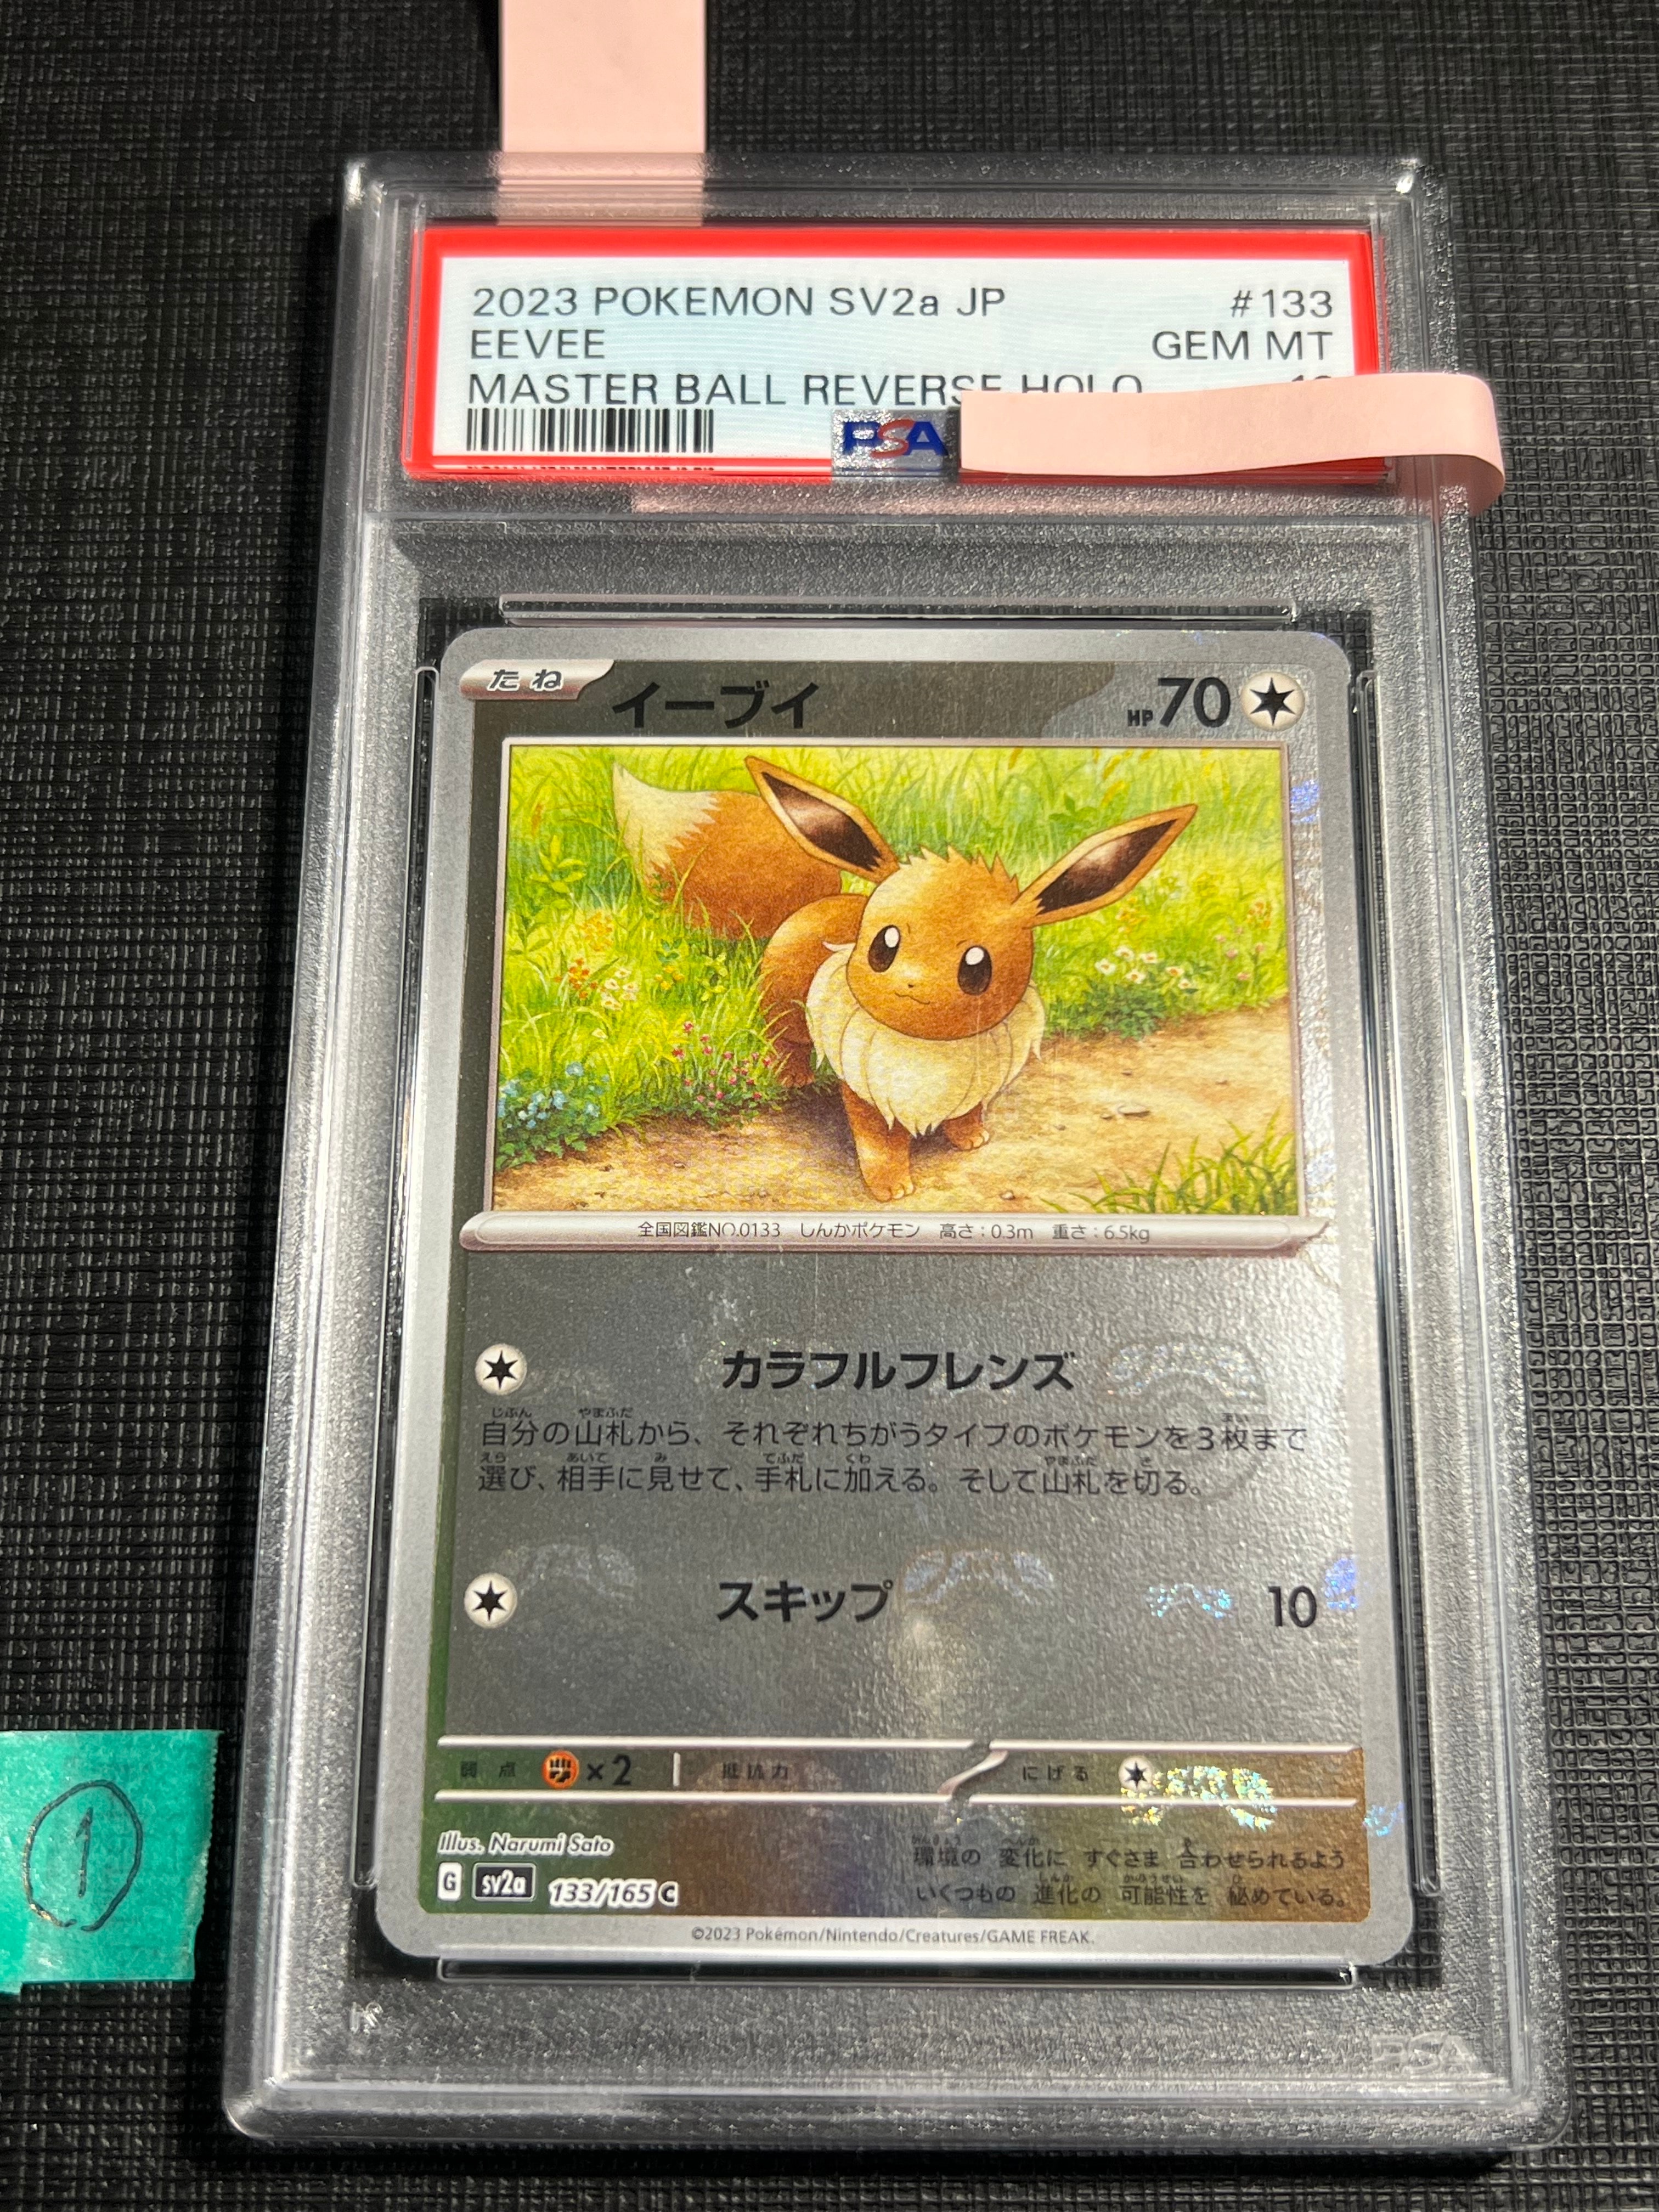 2023 POKEMON SV2a JP #133
EEVEE GEM MT
MASTER BALL REVERSE HOLO
PSA
たね イーブイ HP70
全国図鑑NO.0133 しんかポケモン 高さ:0.3m 重さ:6.5kg
カラフルフレンズ
自分の山札から、それぞれちがうタイプのポケモンを3枚まで
選び、相手に見せて、手札に加える。そして山札を切る。
スキップ 10
弱点 ×2 抵抗力 にげる
Illus. Narumi Sato
環境の 変化に すぐさま 合わせられるよう
G sv2a 133/165 C
いくつもの 進化の 可能性を 秘めている。
©2023 Pokémon/Nintendo/Creatures/GAME FREAK.
1
PSA